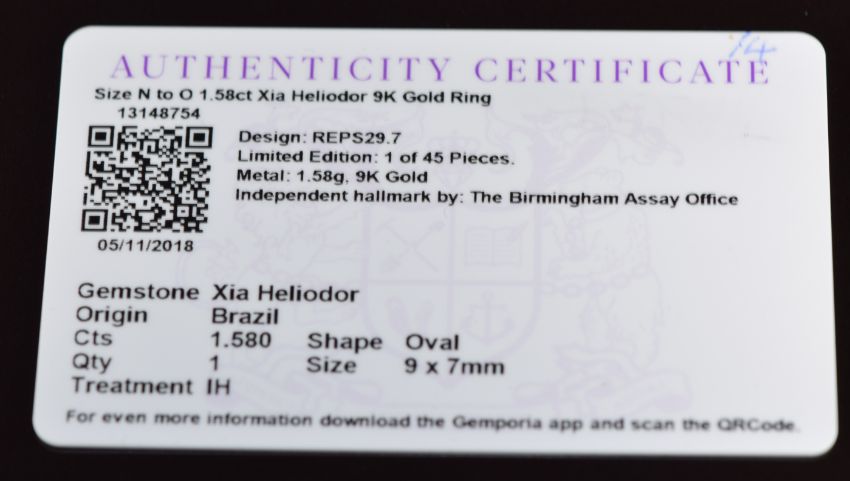 74
AUTHENTICITY CERTIFICATE
Size N to O 1.58ct Xia Heliodor 9K Gold Ring
13148754
Design: REPS29.7
Limited Edition: 1 of 45 Pieces.
Metal: 1.58g, 9K Gold
Independent hallmark by: The Birmingham Assay Office
05/11/2018
Gemstone Xia Heliodor
Origin Brazil
Cts 1.580 Shape Oval
Qty 1 Size 9 x 7mm
Treatment IH
For even more information download the Gemporia app and scan the QRCode.